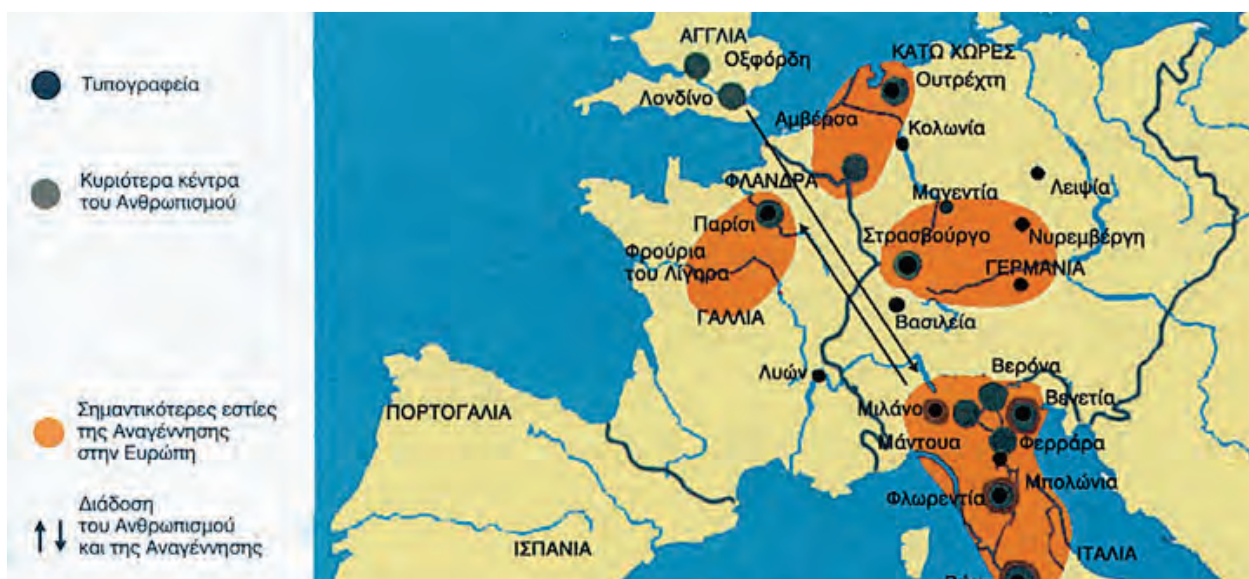 Τυπογραφεία
Κυριότερα κέντρα
του Ανθρωπισμού
Σημαντικότερες εστίες
της Αναγέννησης
στην Ευρώπη
Διάδοση
του Ανθρωπισμού
και της Αναγέννησης
ΑΓΓΛΙΑ
Οξφόρδη
Λονδίνο
ΚΑΤΩ ΧΩΡΕΣ
Ουτρέχτη
Αμβέρσα
Κολωνία
ΦΛΑΝΔΡΑ
Μαγεντία
Λειψία
Παρίσι
Στρασβούργο
Νυρεμβέργη
Φρούρια
του Λίγηρα
ΓΕΡΜΑΝΙΑ
ΓΑΛΛΙΑ
Βασιλεία
Λυών
Βερόνα
ΠΟΡΤΟΓΑΛΙΑ
Μιλάνο
Βενετία
Μάντουα
Φερράρα
Μπολώνια
Φλωρεντία
ΙΣΠΑΝΙΑ
ΙΤΑΛΙΑ